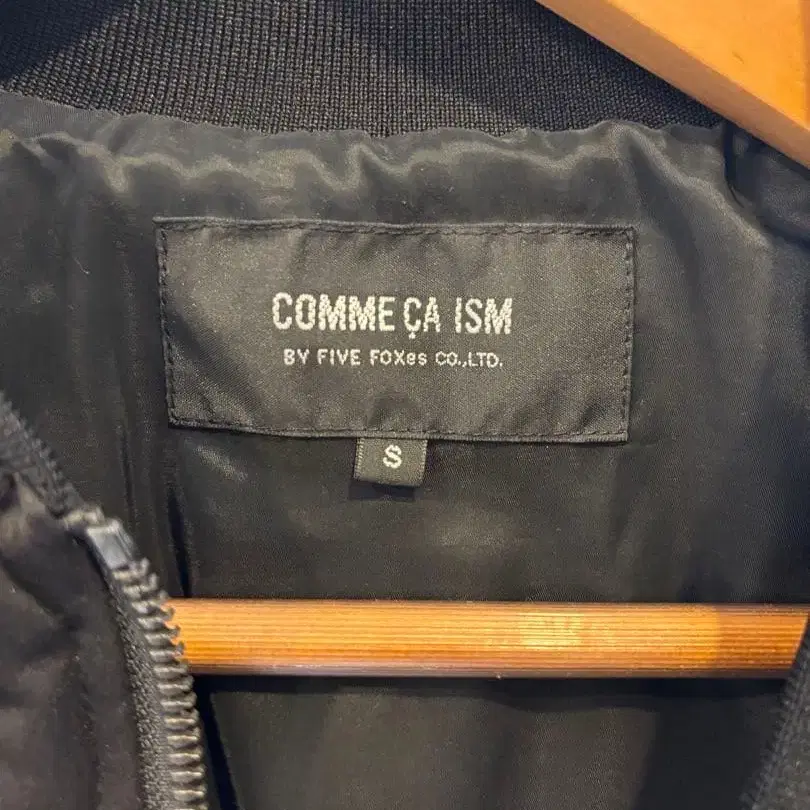 COMME ÇA ISM
BY FIVE FOXes CO.,LTD.
S